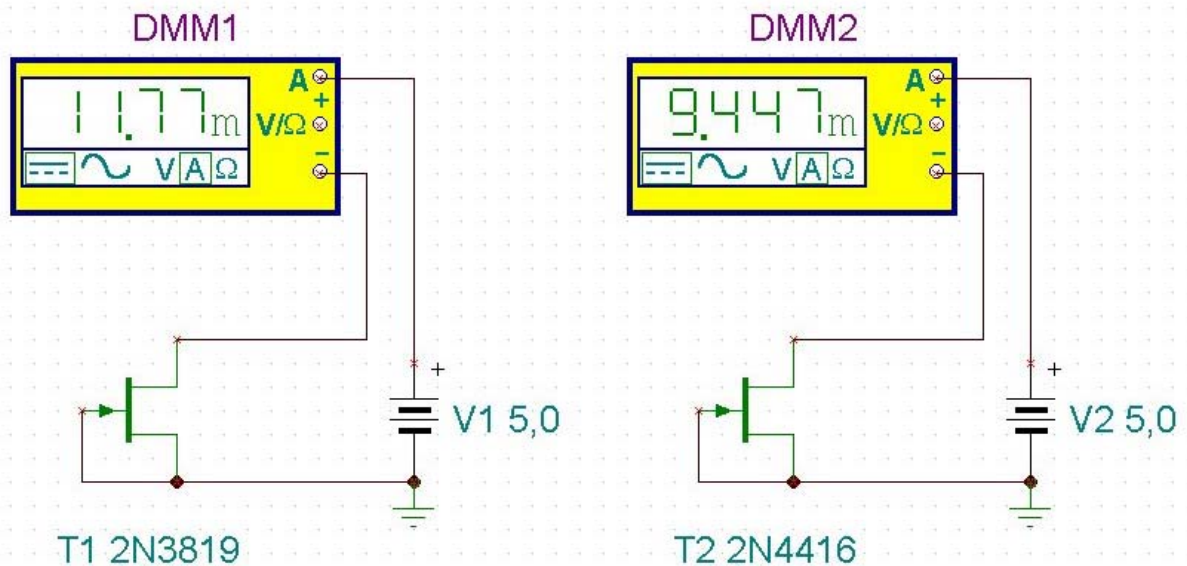 DMM1
DMM2
11.77m
A
+
V/Ω
-
V A Ω
9.447m
A
+
V/Ω
-
V A Ω
+
V1 5,0
+
V2 5,0
T1 2N3819
T2 2N4416